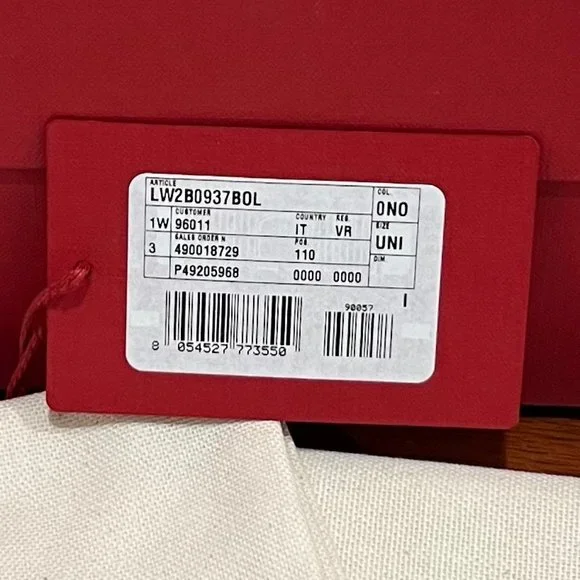 ARTICLE COL.
LW2B0937BOL 0NO
CUSTOMER COUNTRY REG. SIZE
1W 96011 IT VR UNI
SALES ORDER N POS. DIM.
3 490018729 110
P49205968 0000 0000
I
90057
8 054527 773550